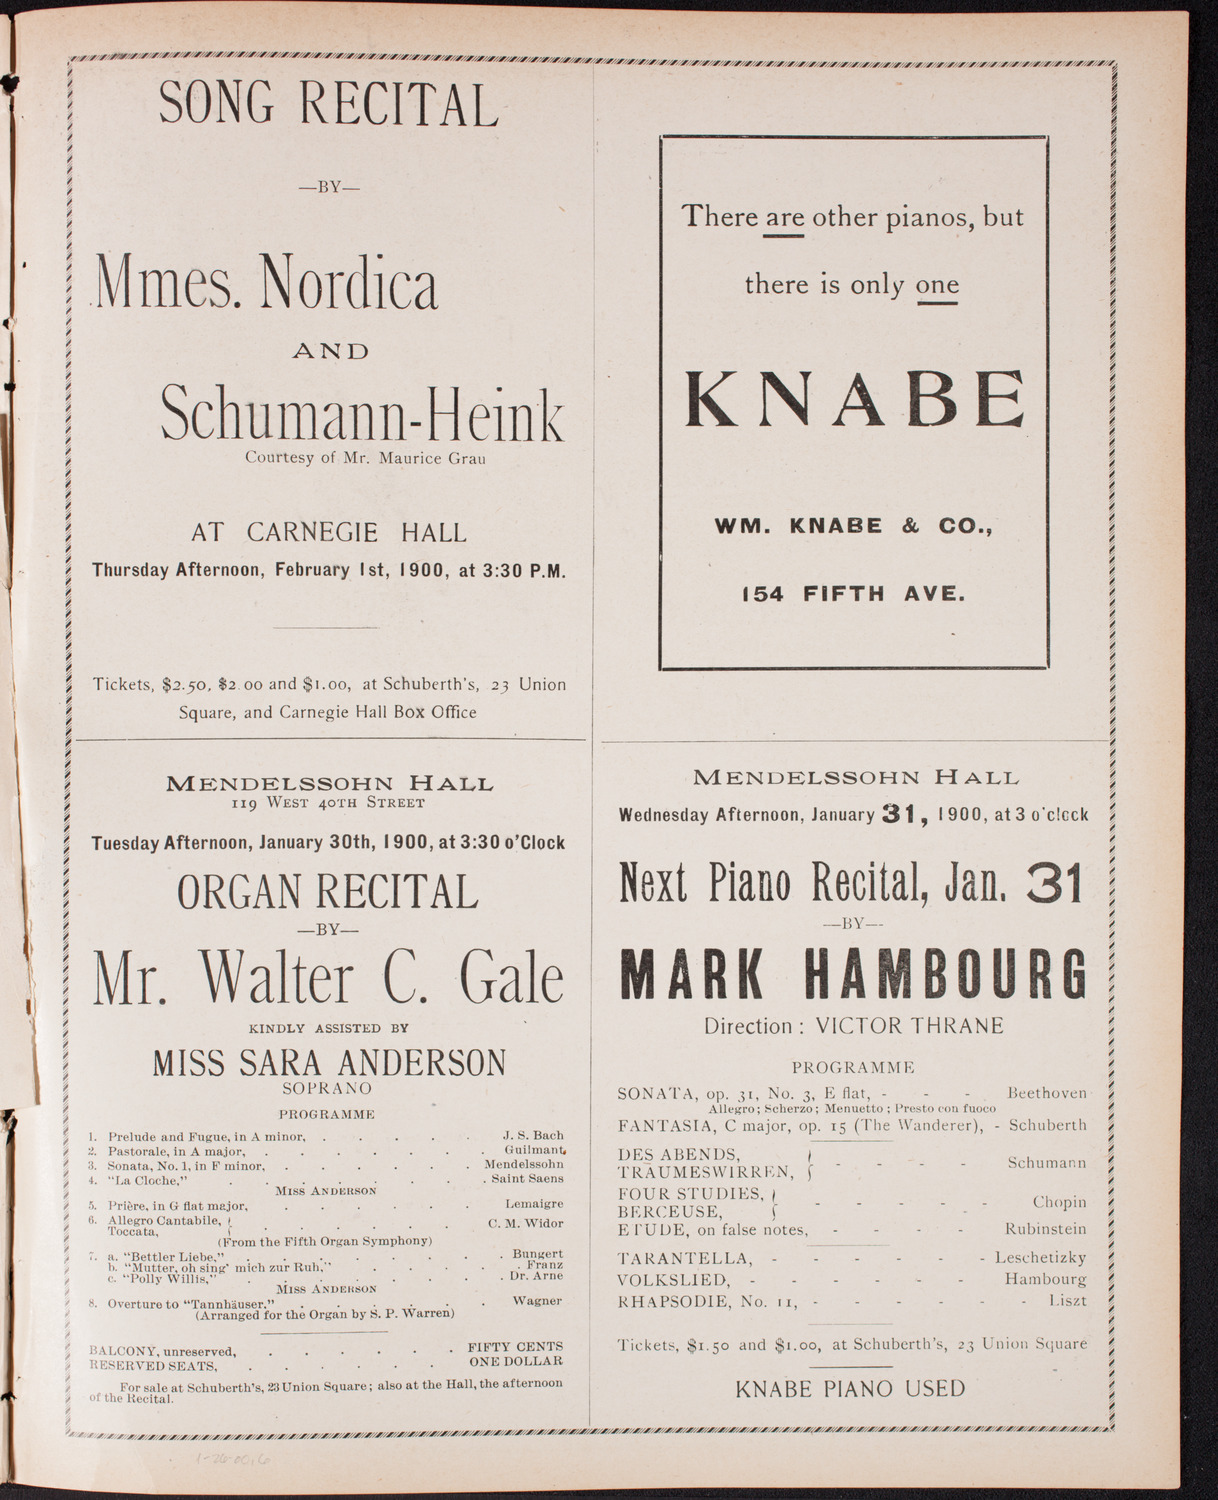 SONG RECITAL
—BY—
Mmes. Nordica
AND
Schumann-Heink
Courtesy of Mr. Maurice Grau
AT CARNEGIE HALL
Thursday Afternoon, February 1st, 1900, at 3:30 P.M.
Tickets, $2.50, $2.00 and $1.00, at Schuberth's, 23 Union
Square, and Carnegie Hall Box Office
There are other pianos, but
there is only one
KNABE
WM. KNABE & CO.,
154 FIFTH AVE.
MENDELSSOHN HALL
119 WEST 40TH STREET
Tuesday Afternoon, January 30th, 1900, at 3:30 o'Clock
ORGAN RECITAL
—BY—
Mr. Walter C. Gale
KINDLY ASSISTED BY
MISS SARA ANDERSON
SOPRANO
PROGRAMME
1. Prelude and Fugue, in A minor, . . . . . J. S. Bach
2. Pastorale, in A major, . . . . . . . Guilmant.
3. Sonata, No. 1, in F minor, . . . . . . Mendelssohn
4. "La Cloche," . . . . . . . Saint Saens
MISS ANDERSON
5. Prière, in G flat major, . . . . . Lemaigre
6. Allegro Cantabile, } . . . . . . C. M. Widor
Toccata, }
(From the Fifth Organ Symphony)
7. a. "Bettler Liebe," . . . . . . . Bungert
b. "Mutter, oh sing' mich zur Ruh," . . . . . Franz
c. "Polly Willis," . . . . . . . . Dr. Arne
MISS ANDERSON
8. Overture to "Tannhäuser," . . . . . . Wagner
(Arranged for the Organ by S. P. Warren)
BALCONY, unreserved, . . . . . . FIFTY CENTS
RESERVED SEATS, . . . . . . ONE DOLLAR
For sale at Schuberth's, 23 Union Square; also at the Hall, the afternoon
of the Recital.
MENDELSSOHN HALL
Wednesday Afternoon, January 31, 1900, at 3 o'clock
Next Piano Recital, Jan. 31
—BY—
MARK HAMBOURG
Direction: VICTOR THRANE
PROGRAMME
SONATA, op. 31, No. 3, E flat, - - - Beethoven
Allegro; Scherzo; Menuetto; Presto con fuoco
FANTASIA, C major, op. 15 (The Wanderer), - Schubert
DES ABENDS, }
TRAUMESWIRREN, } - - - - Schumann
FOUR STUDIES, }
BERCEUSE, } - - - - - Chopin
ETUDE, on false notes, - - - - Rubinstein
TARANTELLA, - - - - - - Leschetizky
VOLKSLIED, - - - - - - Hambourg
RHAPSODIE, No. 11, - - - - - Liszt
Tickets, $1.50 and $1.00, at Schuberth's, 23 Union Square
KNABE PIANO USED
1-26-00,6